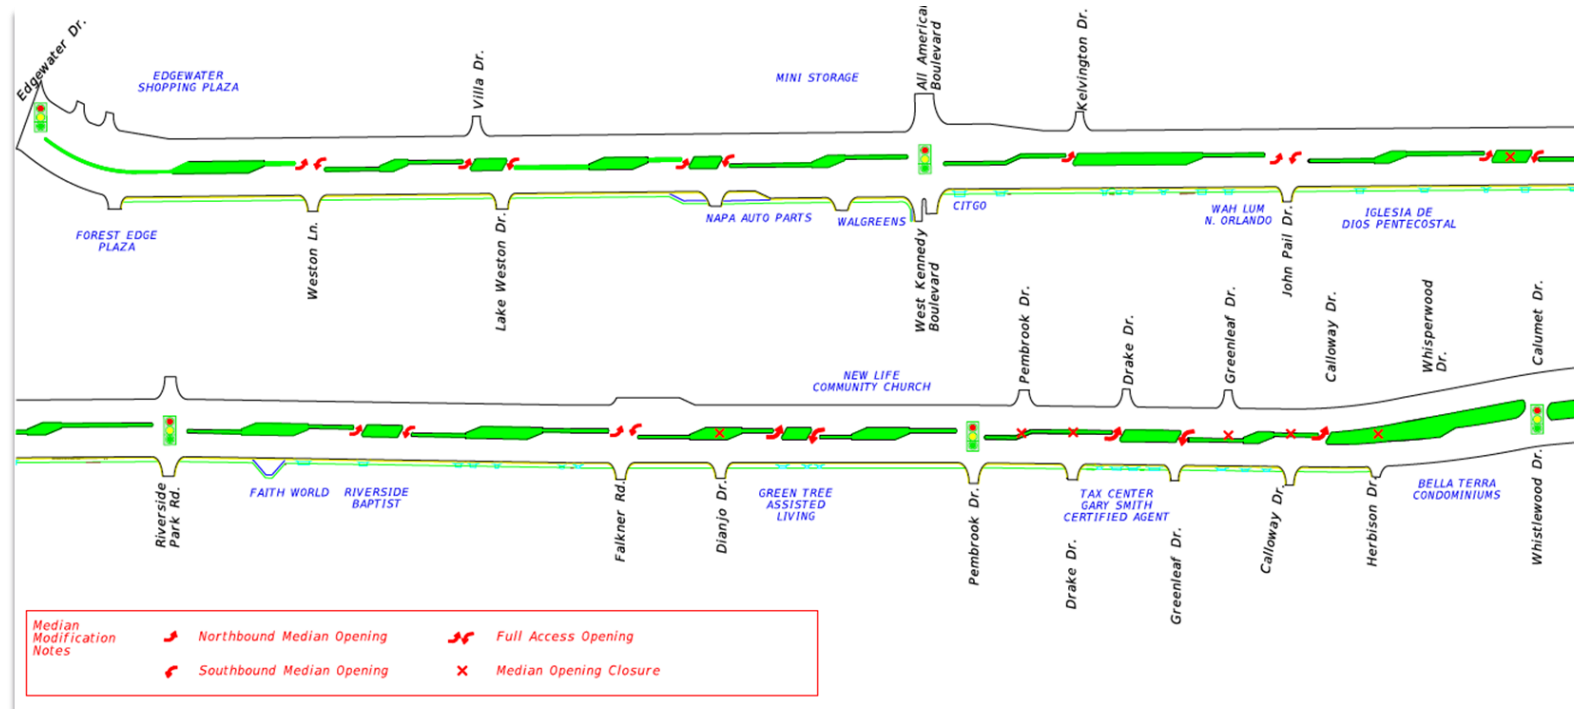 Edgewater Dr.
EDGEWATER
SHOPPING PLAZA
Villa Dr.
MINI STORAGE
All American
Boulevard
Kelvington Dr.
FOREST EDGE
PLAZA
Weston Ln.
Lake Weston Dr.
NAPA AUTO PARTS
WALGREENS
West Kennedy
Boulevard
CITGO
WAH LUM
N. ORLANDO
John Pail Dr.
IGLESIA DE
DIOS PENTECOSTAL
NEW LIFE
COMMUNITY CHURCH
Pembrook Dr.
Drake Dr.
Greenleaf Dr.
Calloway Dr.
Whisperwood
Dr.
Calumet Dr.
Riverside
Park Rd.
FAITH WORLD
RIVERSIDE
BAPTIST
Falkner Rd.
Dianjo Dr.
GREEN TREE
ASSISTED
LIVING
Pembrook Dr.
Drake Dr.
TAX CENTER
GARY SMITH
CERTIFIED AGENT
Greenleaf Dr.
Calloway Dr.
Herbison Dr.
BELLA TERRA
CONDOMINIUMS
Whistlewood Dr.
Median
Modification
Notes
Northbound Median Opening
Full Access Opening
Southbound Median Opening
Median Opening Closure